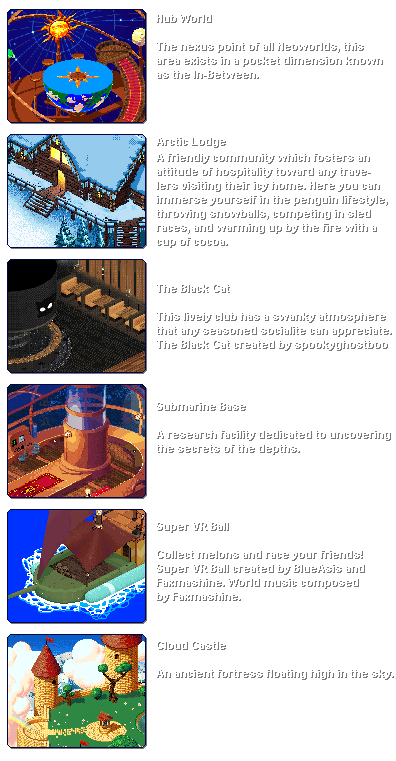 Hub World
The nexus point of all Neoworlds, this
area exists in a pocket dimension known
as the In-Between.
Arctic Lodge
A friendly community which fosters an
attitude of hospitality toward any trave-
lers visiting their icy home. Here you can
immerse yourself in the penguin lifestyle,
throwing snowballs, competing in sled
races, and warming up by the fire with a
cup of cocoa.
The Black Cat
This lively club has a swanky atmosphere
that any seasoned socialite can appreciate.
The Black Cat created by spookyghostboo
Submarine Base
A research facility dedicated to uncovering
the secrets of the depths.
Super VR Ball
Collect melons and race your friends!
Super VR Ball created by BlueAsis and
Faxmashine. World music composed
by Faxmashine.
Cloud Castle
An ancient fortress floating high in the sky.